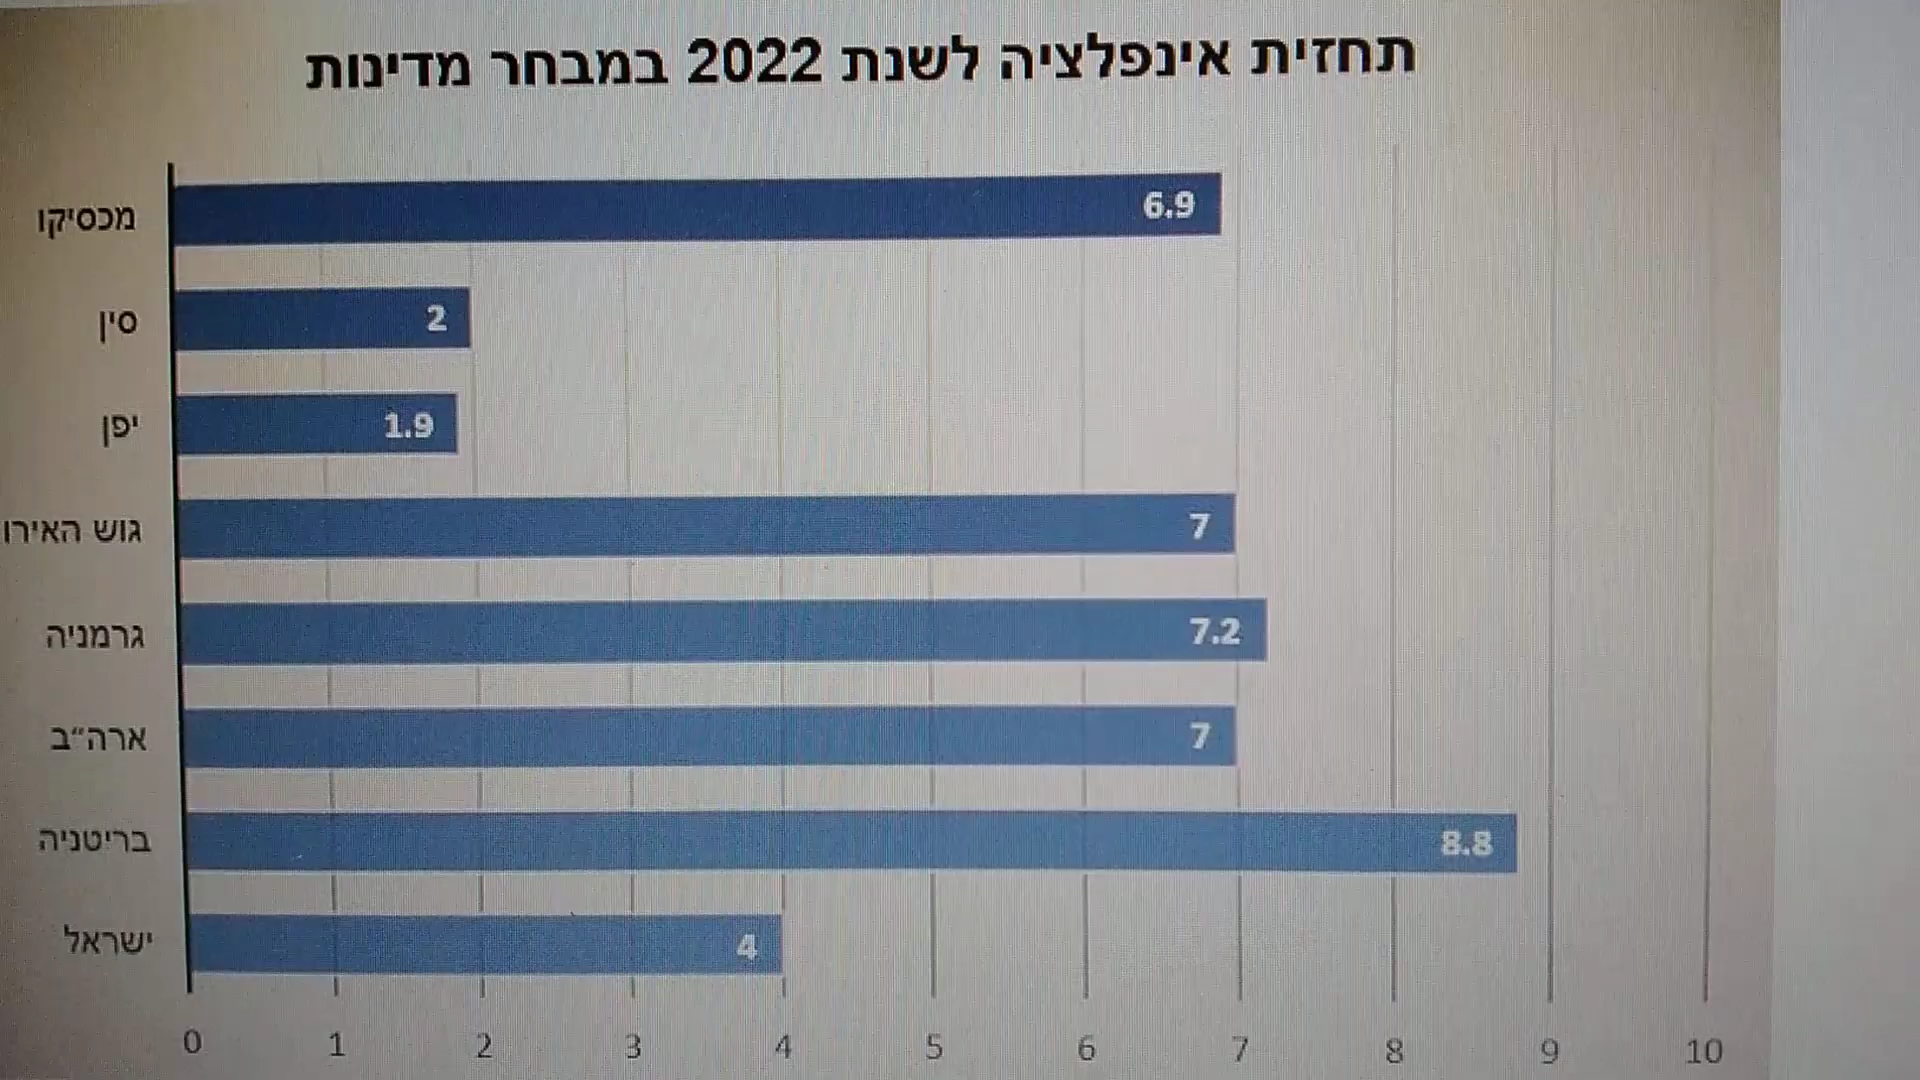 תחזית אינפלציה לשנת 2022 במבחר מדינות
מכסיקו 6.9
סין 2
יפן 1.9
גוש האירו 7
גרמניה 7.2
ארה״ב 7
בריטניה 8.8
ישראל 4
0 1 2 3 4 5 6 7 8 9 10